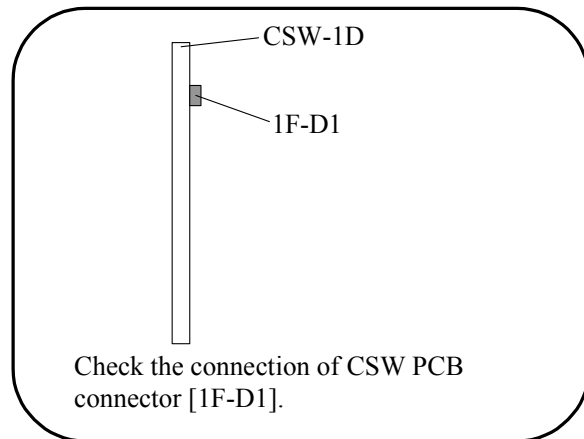 CSW-1D
1F-D1
Check the connection of CSW PCB
connector [1F-D1].